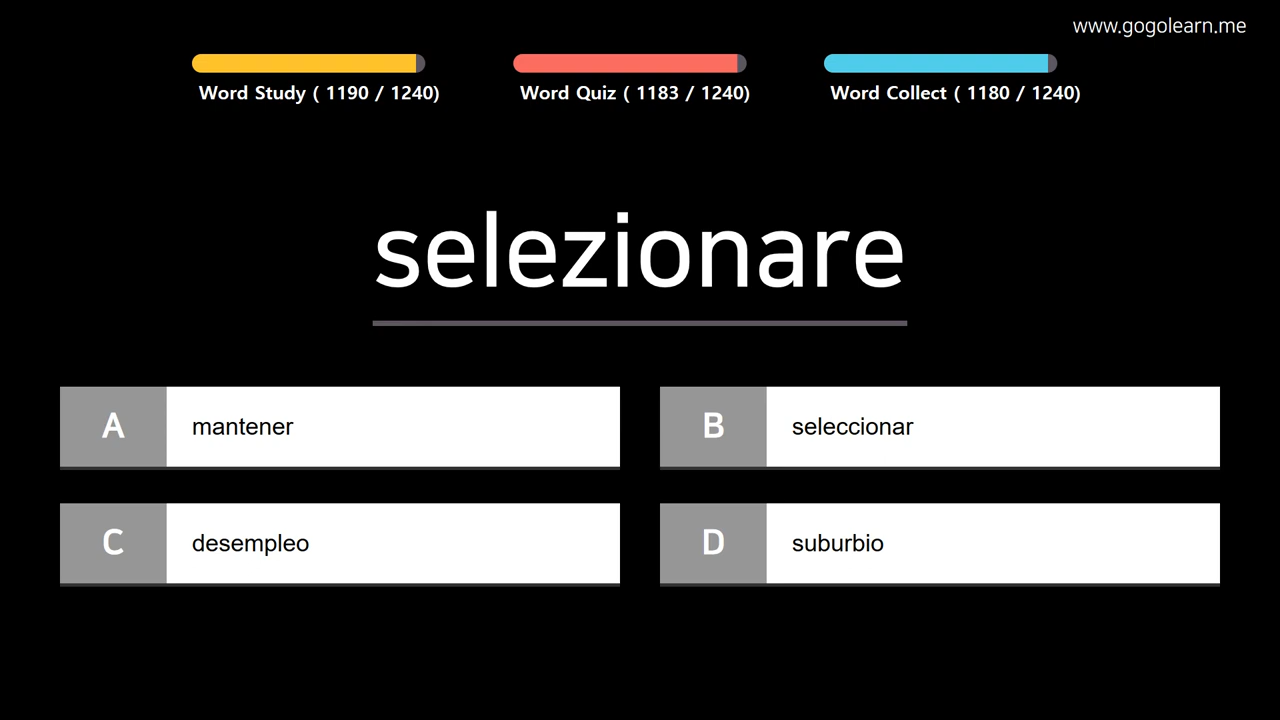 www.gogolearn.me
Word Study ( 1190 / 1240)
Word Quiz ( 1183 / 1240)
Word Collect ( 1180 / 1240)
selezionare
A mantener
B seleccionar
C desempleo
D suburbio